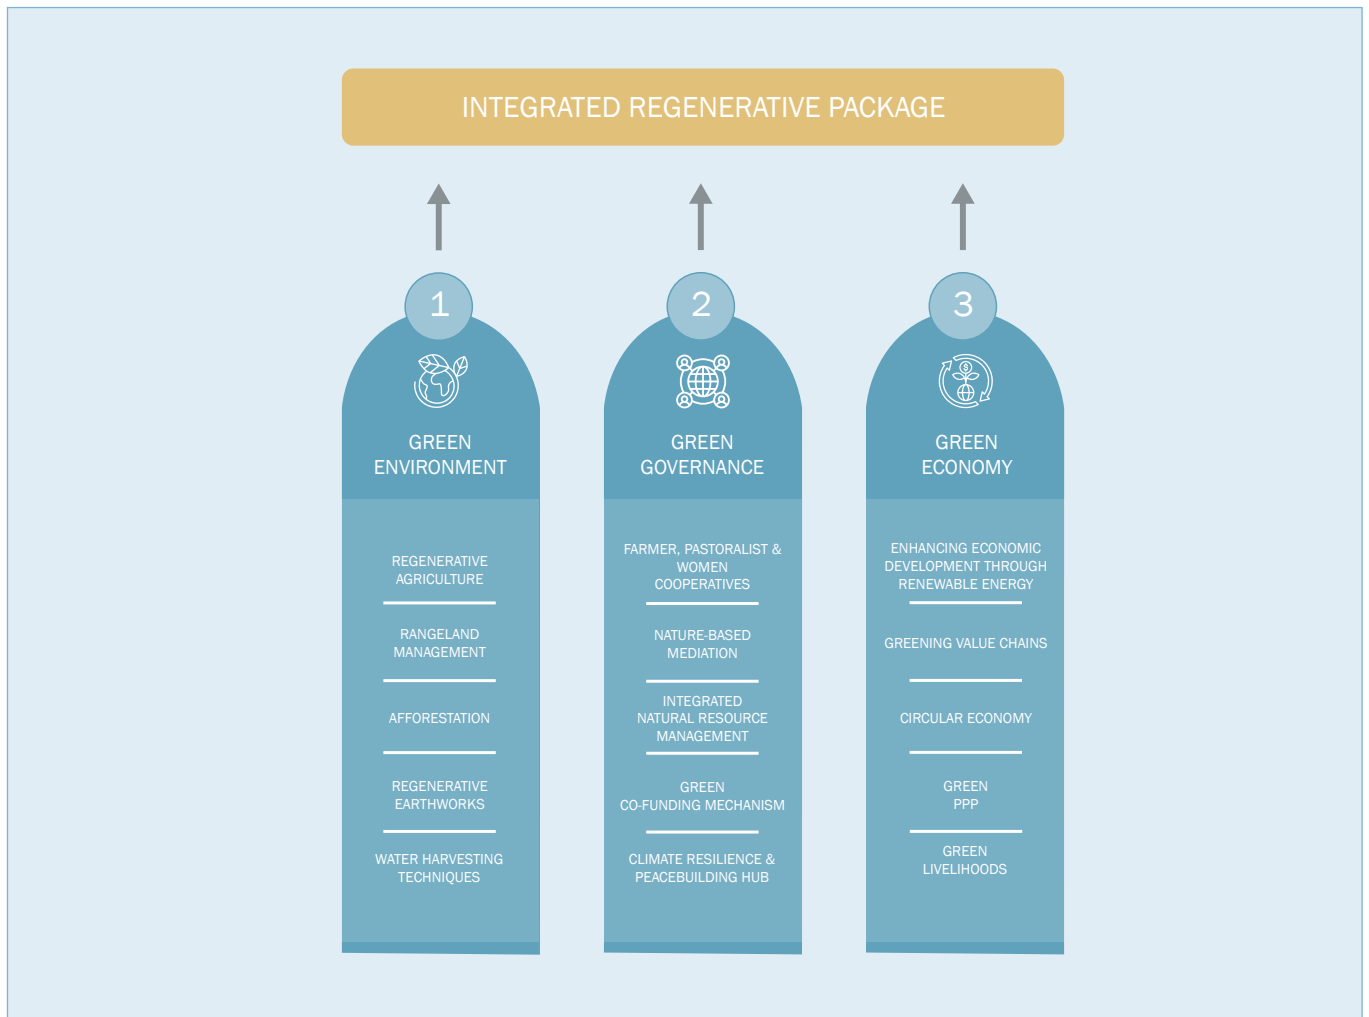 INTEGRATED REGENERATIVE PACKAGE
1
GREEN
ENVIRONMENT
REGENERATIVE
AGRICULTURE
RANGELAND
MANAGEMENT
AFFORESTATION
REGENERATIVE
EARTHWORKS
WATER HARVESTING
TECHNIQUES
2
GREEN
GOVERNANCE
FARMER, PASTORALIST &
WOMEN
COOPERATIVES
NATURE-BASED
MEDIATION
INTEGRATED
NATURAL RESOURCE
MANAGEMENT
GREEN
CO-FUNDING MECHANISM
CLIMATE RESILIENCE &
PEACEBUILDING HUB
3
$
GREEN
ECONOMY
ENHANCING ECONOMIC
DEVELOPMENT THROUGH
RENEWABLE ENERGY
GREENING VALUE CHAINS
CIRCULAR ECONOMY
GREEN
PPP
GREEN
LIVELIHOODS